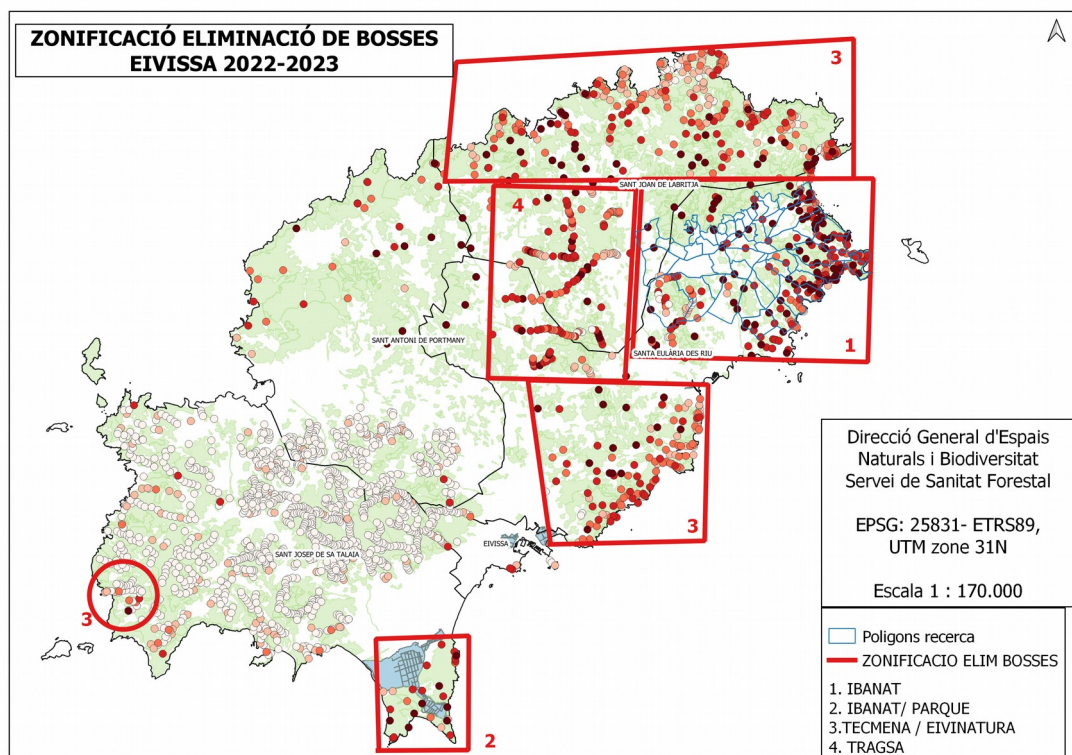 ZONIFICACIÓ ELIMINACIÓ DE BOSSES
EIVISSA 2022-2023
3
SANT JOAN DE LABRITJA
4
SANT ANTONI DE PORTMANY
SANTA EULÀRIA DES RIU
1
3
EIVISSA
SANT JOSEP DE SA TALAIA
3
2
Direcció General d'Espais
Naturals i Biodiversitat
Servei de Sanitat Forestal
EPSG: 25831- ETRS89,
UTM zone 31N
Escala 1 : 170.000
Poligons recerca
ZONIFICACIO ELIM BOSSES
1. IBANAT
2. IBANAT/ PARQUE
3.TECMENA / EIVINATURA
4. TRAGSA